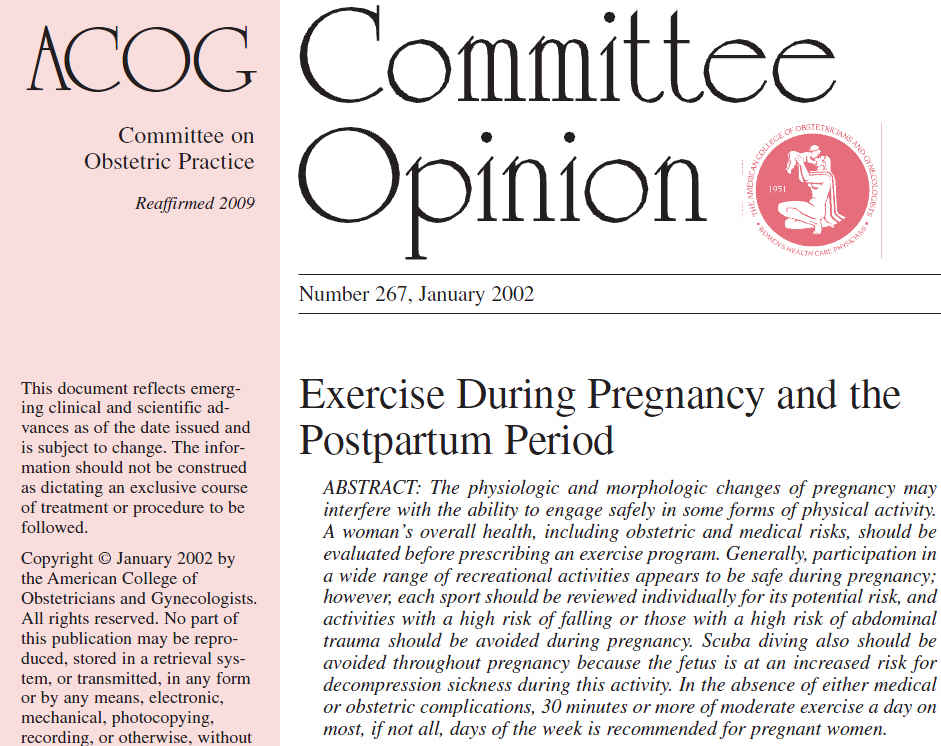 ACOG
Committee on
Obstetric Practice
Reaffirmed 2009
This document reflects emerg-
ing clinical and scientific ad-
vances as of the date issued and
is subject to change. The infor-
mation should not be construed
as dictating an exclusive course
of treatment or procedure to be
followed.
Copyright © January 2002 by
the American College of
Obstetricians and Gynecologists.
All rights reserved. No part of
this publication may be repro-
duced, stored in a retrieval sys-
tem, or transmitted, in any form
or by any means, electronic,
mechanical, photocopying,
recording, or otherwise, without
Committee
Opinion
THE AMERICAN COLLEGE OF OBSTETRICIANS AND GYNECOLOGISTS
1951
• WOMEN'S HEALTH CARE PHYSICIANS •
Number 267, January 2002
Exercise During Pregnancy and the
Postpartum Period
ABSTRACT: The physiologic and morphologic changes of pregnancy may
interfere with the ability to engage safely in some forms of physical activity.
A woman's overall health, including obstetric and medical risks, should be
evaluated before prescribing an exercise program. Generally, participation in
a wide range of recreational activities appears to be safe during pregnancy;
however, each sport should be reviewed individually for its potential risk, and
activities with a high risk of falling or those with a high risk of abdominal
trauma should be avoided during pregnancy. Scuba diving also should be
avoided throughout pregnancy because the fetus is at an increased risk for
decompression sickness during this activity. In the absence of either medical
or obstetric complications, 30 minutes or more of moderate exercise a day on
most, if not all, days of the week is recommended for pregnant women.